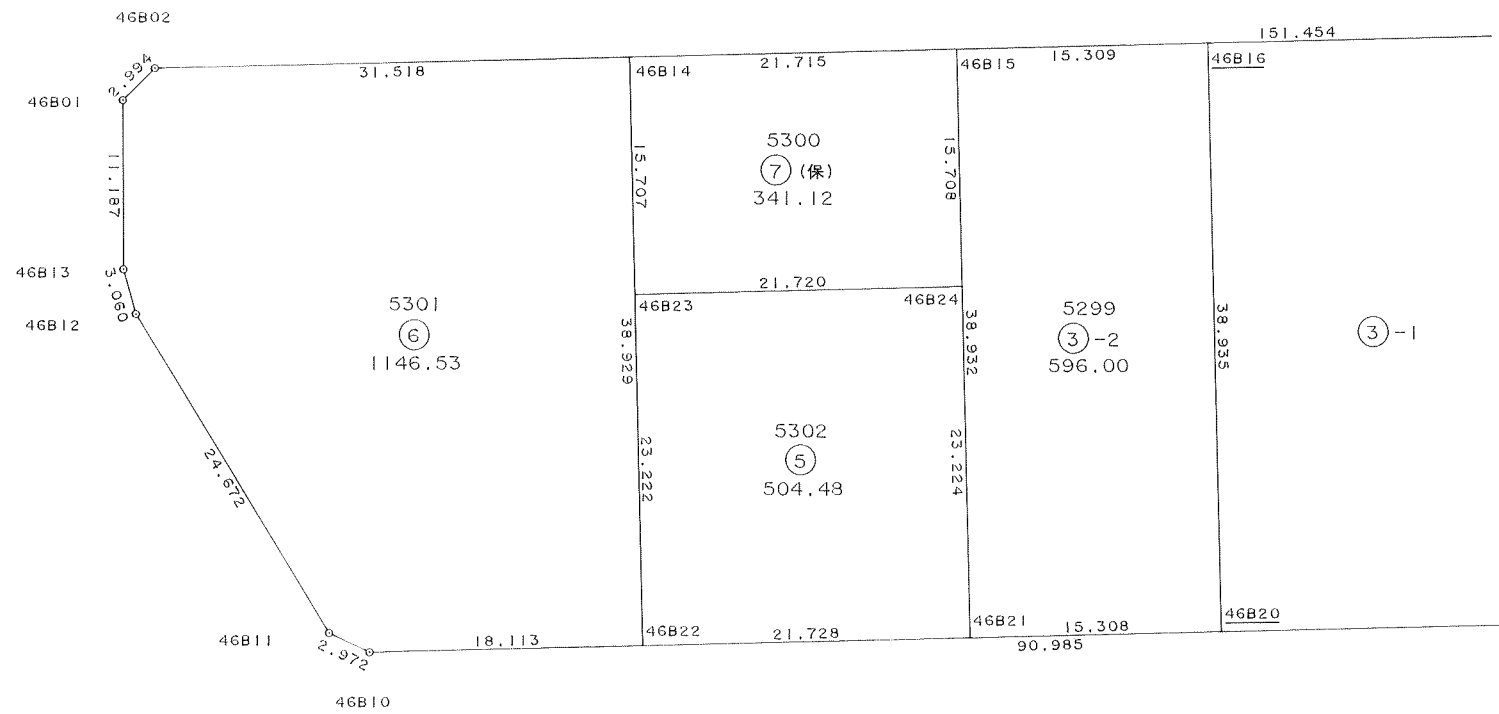 46B02
151.454
2.994
31.518
46B14
21.715
46B15
15.309
46B16
46B01
11.187
5300
⑦ (保)
341.12
15.707
15.708
46B13
3.060
46B12
21.720
46B23
46B24
5301
⑥
1146.53
38.929
38.932
5299
③-2
596.00
38.935
③-1
24.672
5302
⑤
504.48
23.222
23.224
46B11
2.972
18.113
46B22
21.728
46B21
15.308
46B20
90.985
46B10